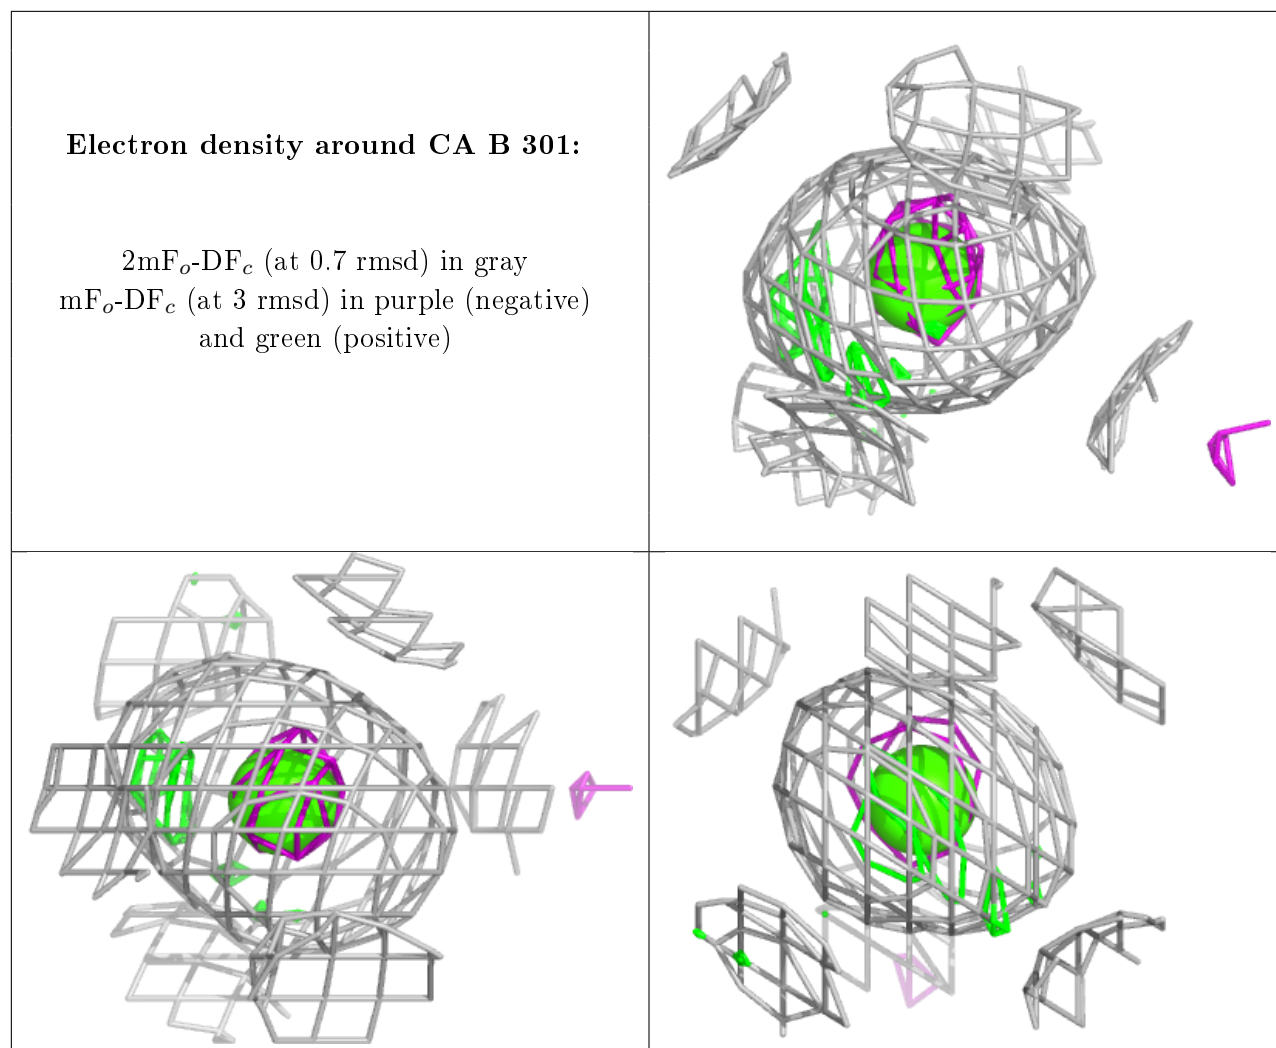 Electron density around CA B 301:
2mFo-DFc (at 0.7 rmsd) in gray
mFo-DFc (at 3 rmsd) in purple (negative)
and green (positive)